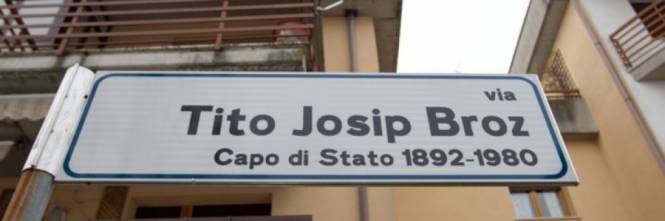 via
Tito Josip Broz
Capo di Stato 1892-1980